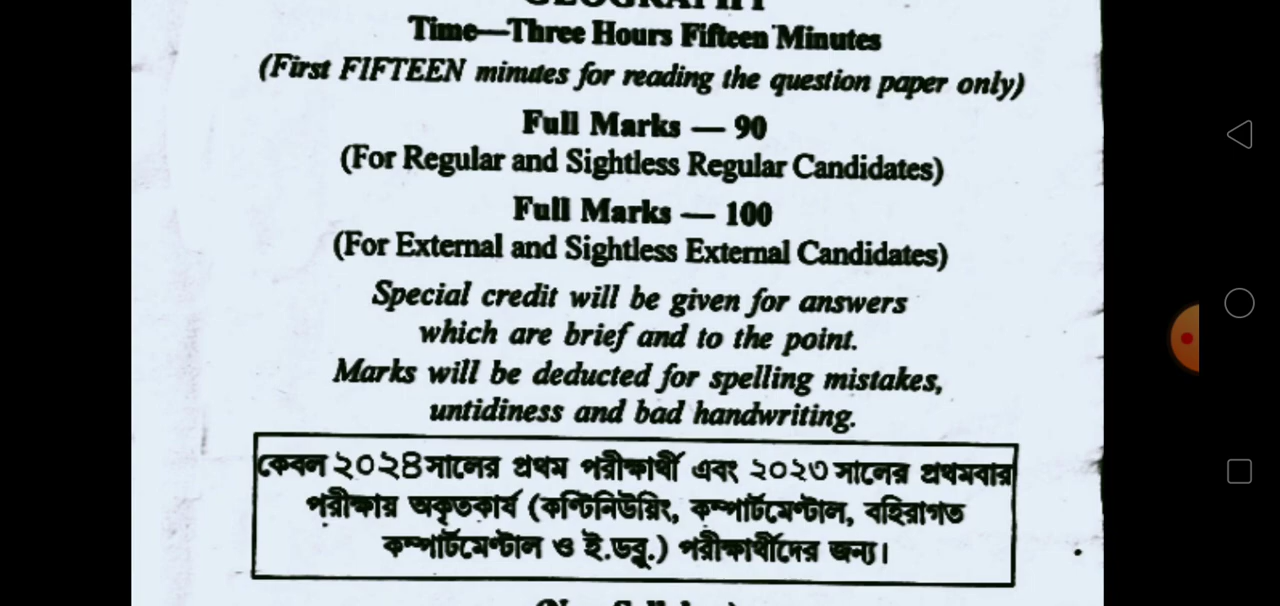 GEOGRAPHY
Time—Three Hours Fifteen Minutes
(First FIFTEEN minutes for reading the question paper only)
Full Marks — 90
(For Regular and Sightless Regular Candidates)
Full Marks — 100
(For External and Sightless External Candidates)
Special credit will be given for answers
which are brief and to the point.
Marks will be deducted for spelling mistakes,
untidiness and bad handwriting.
কেবল ২০২৪ সালের প্রথম পরীক্ষার্থী এবং ২০২৩ সালের প্রথমবার
পরীক্ষায় অকৃতকার্য (কন্টিনিউয়িং, কম্পার্টমেন্টাল, বহিরাগত
কম্পার্টমেন্টাল ও ই.ডব্লু.) পরীক্ষার্থীদের জন্য।